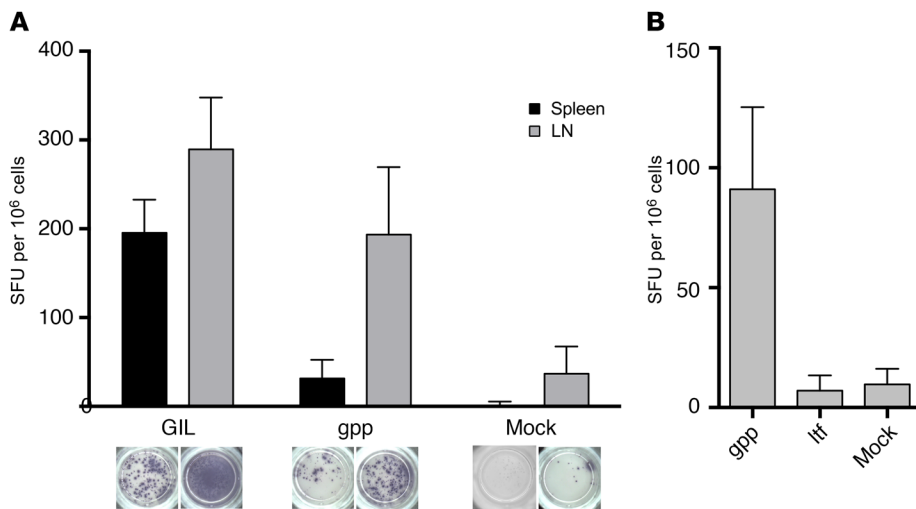 A
SFU per 10⁶ cells
400
300
200
100
0
Spleen
LN
GIL
gpp
Mock
B
SFU per 10⁶ cells
150
100
50
0
gpp
ltf
Mock